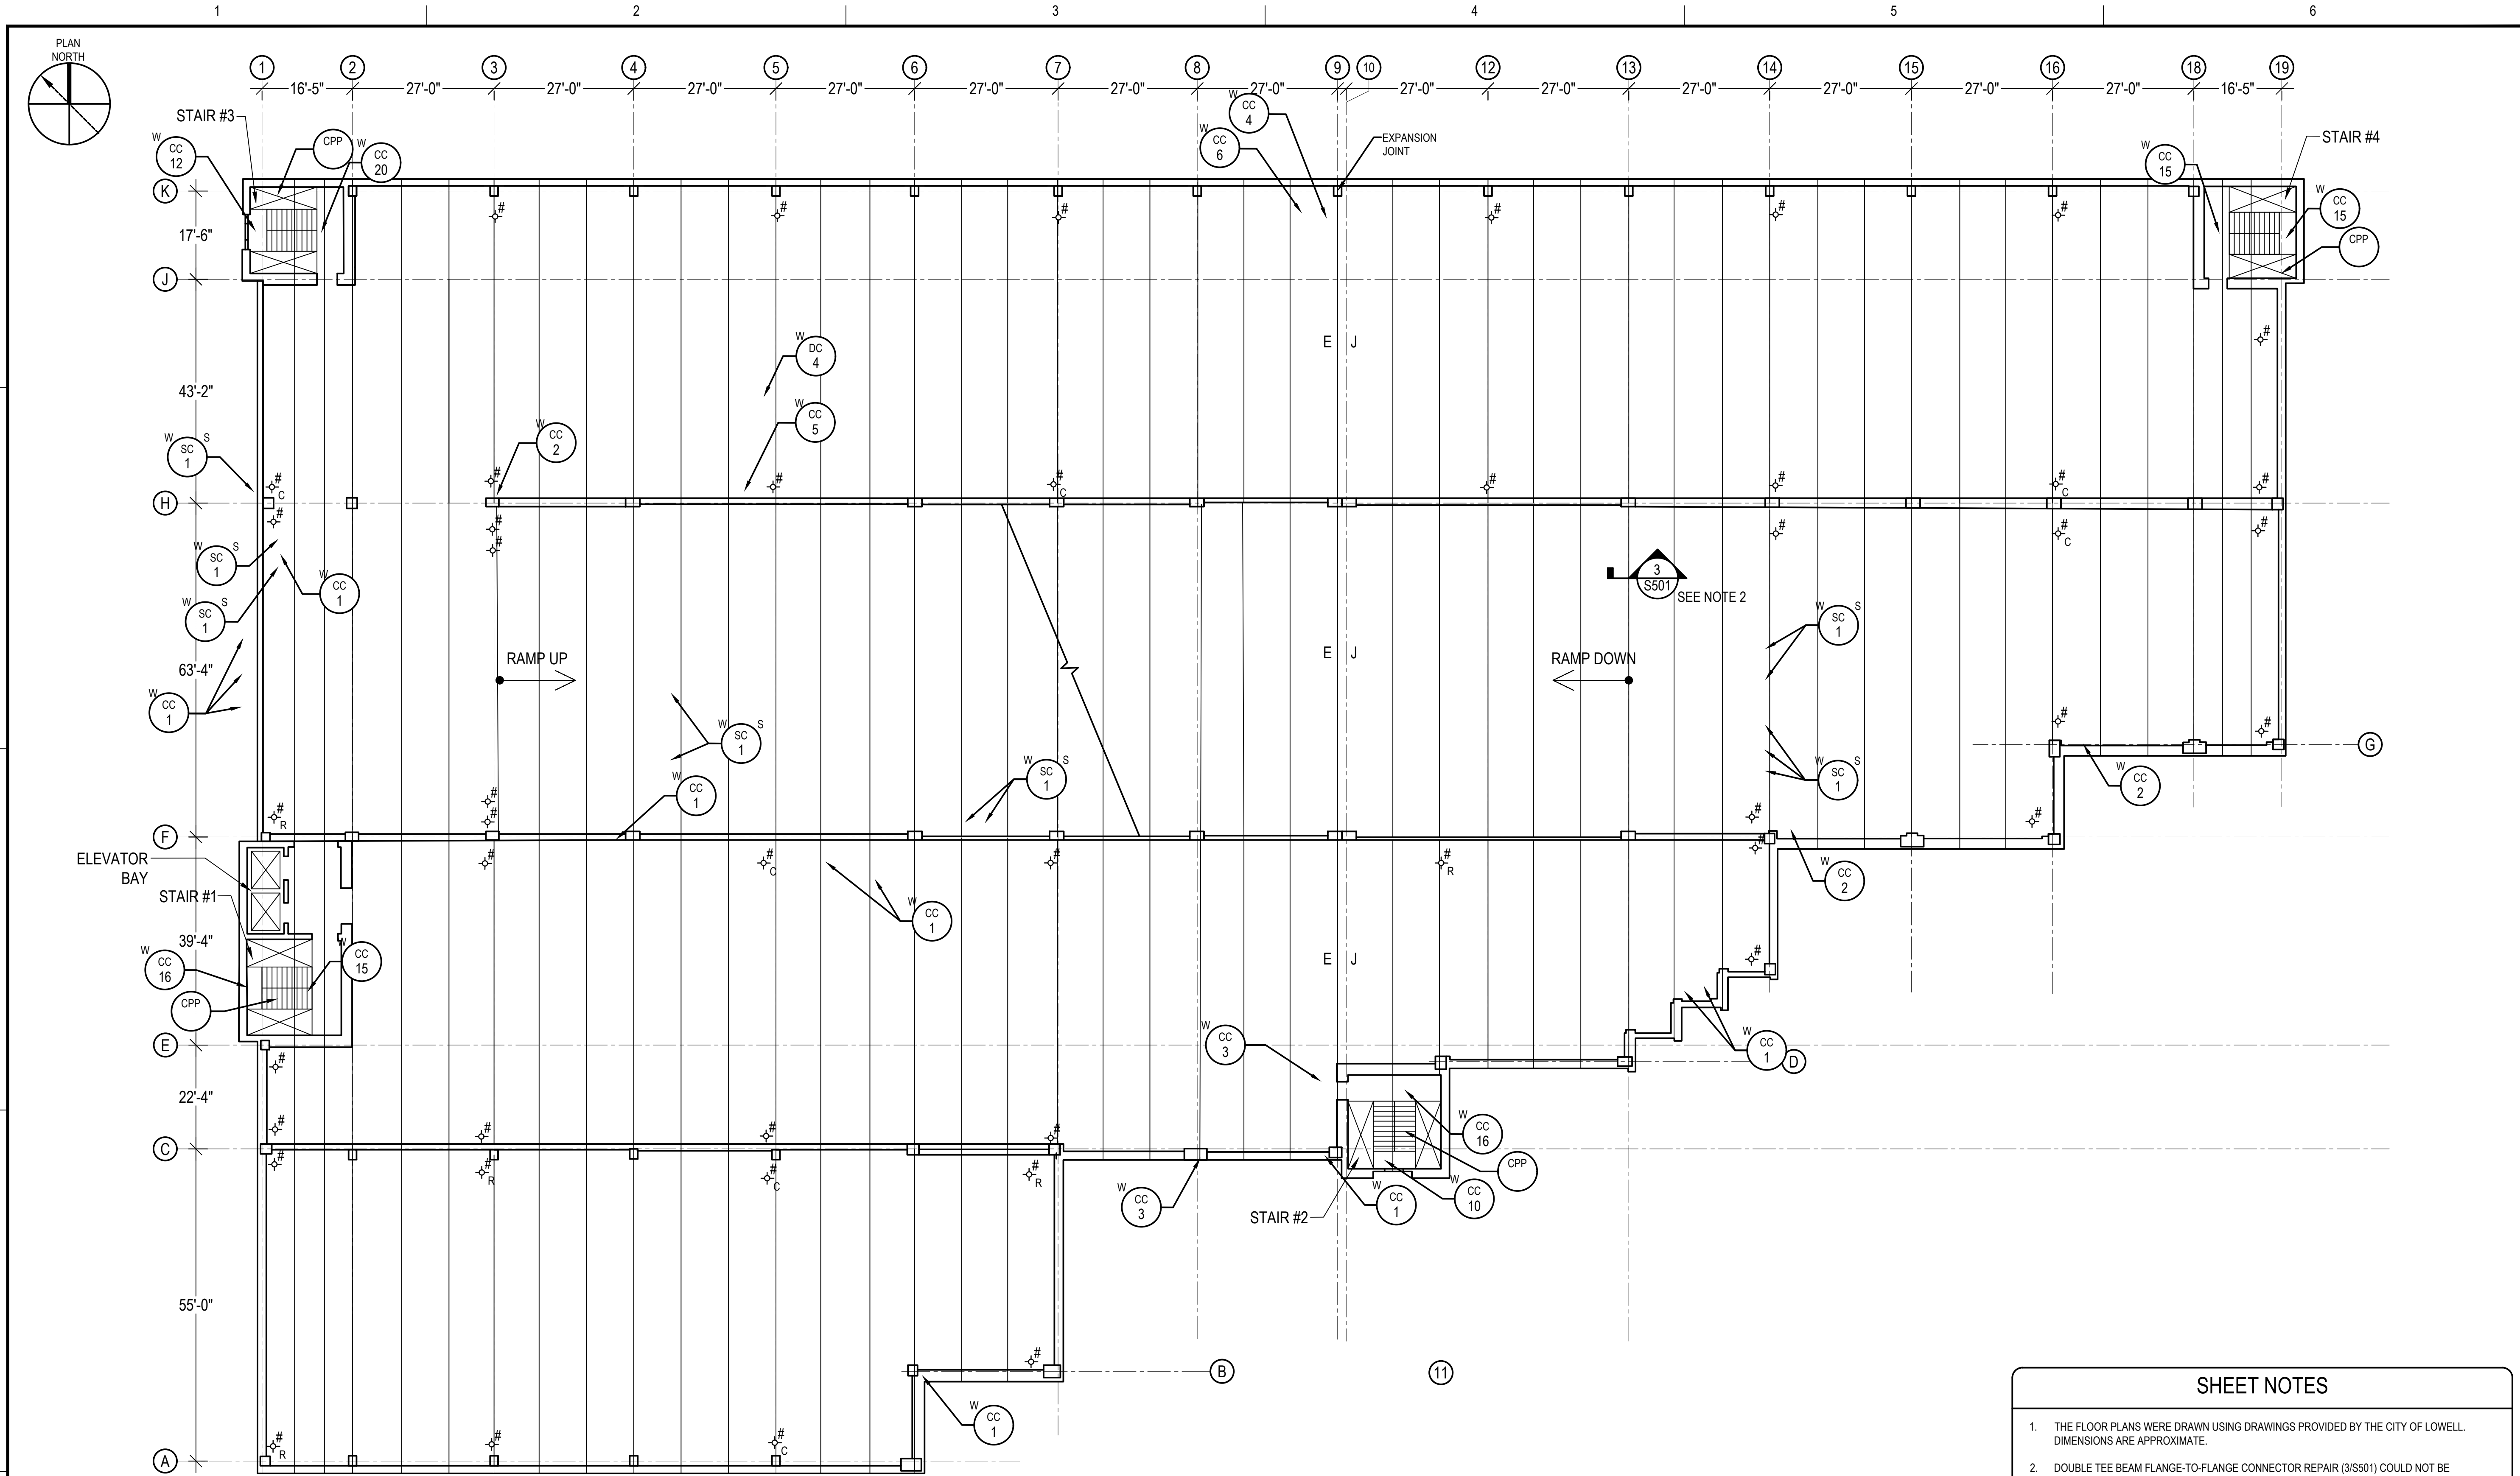 1 2 3 4 5 6
PLAN
NORTH
1 2 3 4 5 6 7 8 9 10 12 13 14 15 16 18 19
16'-5" 27'-0" 27'-0" 27'-0" 27'-0" 27'-0" 27'-0" 27'-0" 27'-0" 27'-0" 27'-0" 27'-0" 27'-0" 27'-0" 16'-5"
STAIR #3
W CC 12
CPP
W CC 20
W CC 4
W CC 6
EXPANSION
JOINT
STAIR #4
W CC 15
W CC 15
CPP
K
# # # # # #
17'-6"
J
E J
#
W DC 4
43'-2"
W CC 5
W CC 2
W SC 1 S
# C # # # C # # # C #
H
# # # # # C #
W SC 1 S
W CC 1
W SC 1 S
3
S501
SEE NOTE 2
W SC 1 S
63'-4"
E J
RAMP UP
RAMP DOWN
W CC 1
W SC 1 S
W SC 1 S
W CC 1
W SC 1 S
# #
G
W CC 2
# R # # # #
F
ELEVATOR
BAY
# # C # # R #
W CC 2
STAIR #1
W CC 1
39'-4"
W CC 16
W CC 15
CPP
E J
#
E
W CC 3
W CC 1
D
#
22'-4"
# # # #
W CC 16
C
# # R # C # R
CPP
W CC 3
W CC 1
W CC 10
STAIR #2
55'-0"
#
B
11
W CC 1
# R # # C
A
SHEET NOTES
1. THE FLOOR PLANS WERE DRAWN USING DRAWINGS PROVIDED BY THE CITY OF LOWELL.
DIMENSIONS ARE APPROXIMATE.
2. DOUBLE TEE BEAM FLANGE-TO-FLANGE CONNECTOR REPAIR (3/S501) COULD NOT BE